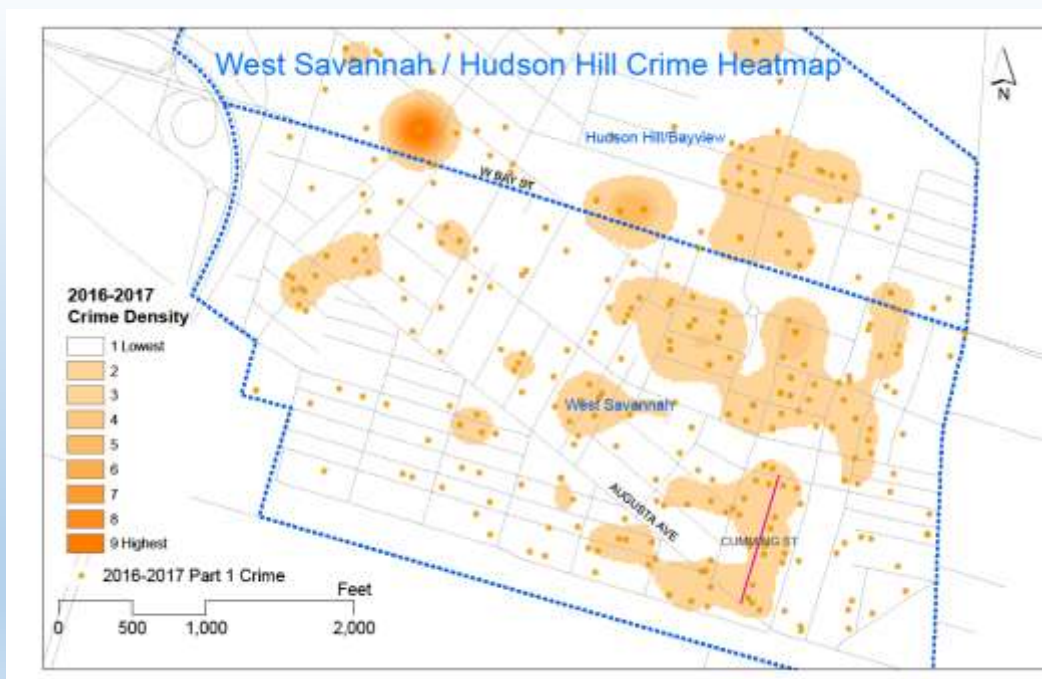 West Savannah / Hudson Hill Crime Heatmap
N
Hudson Hill/Bayview
W BAY ST
2016-2017
Crime Density
1 Lowest
2
3
4
5
6
7
8
9 Highest
2016-2017 Part 1 Crime
Feet
0 500 1,000 2,000
West Savannah
AUGUSTA AVE
CUMMING ST